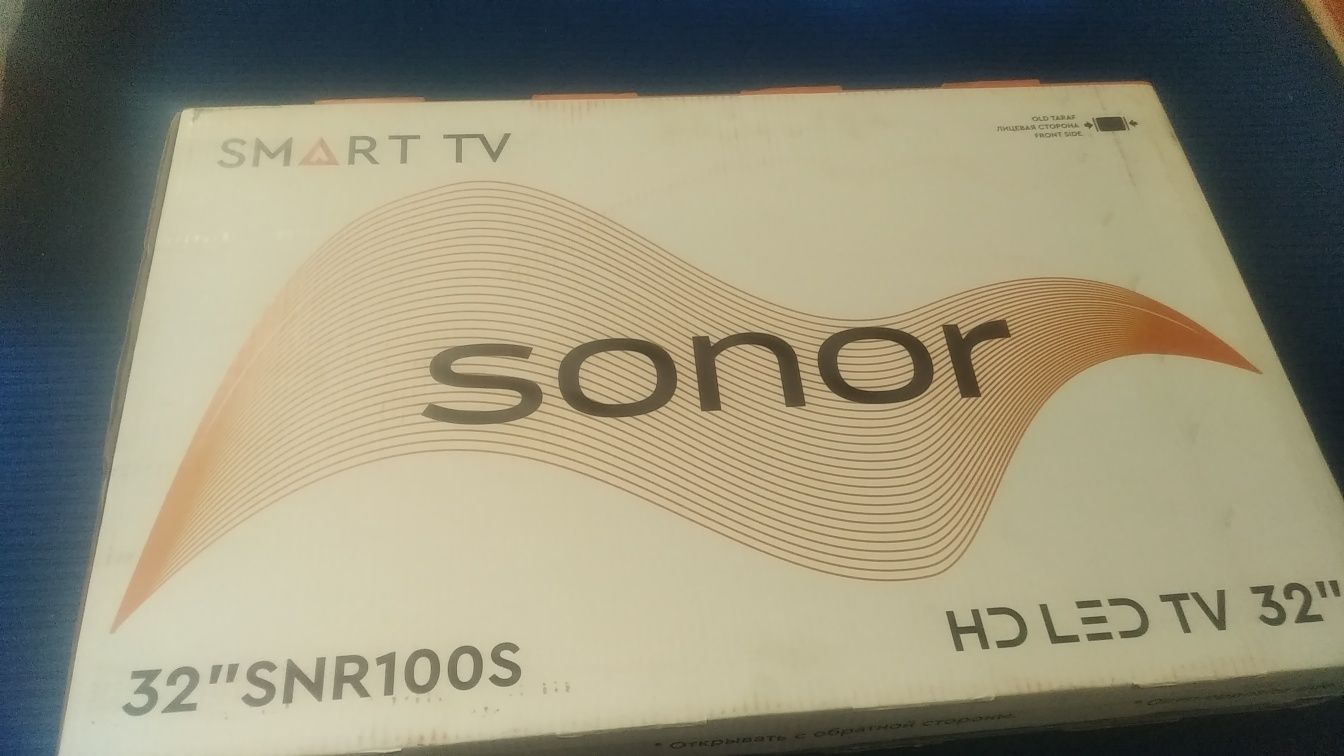 SMART TV
OLD TARAF
ЛИЦЕВАЯ СТОРОНА
FRONT SIDE
sonor
HD LED TV 32"
32"SNR100S
* Открывать с обратной стороны.